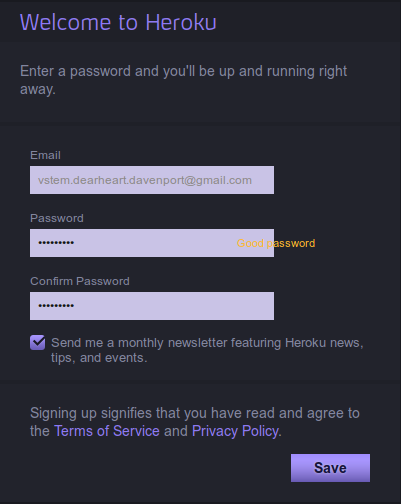 Welcome to Heroku
Enter a password and you'll be up and running right
away.
Email
vstem.dearheart.davenport@gmail.com
Password
•••••••••
Good password
Confirm Password
•••••••••
Send me a monthly newsletter featuring Heroku news,
tips, and events.
Signing up signifies that you have read and agree to
the Terms of Service and Privacy Policy.
Save